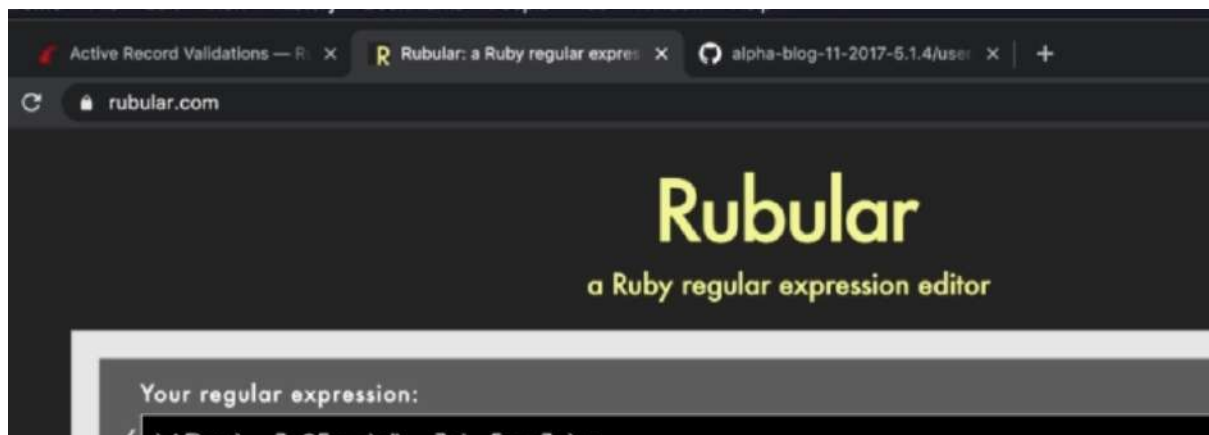 Active Record Validations — R
Rubular: a Ruby regular expres
alpha-blog-11-2017-5.1.4/user
rubular.com
Rubular
a Ruby regular expression editor
Your regular expression: